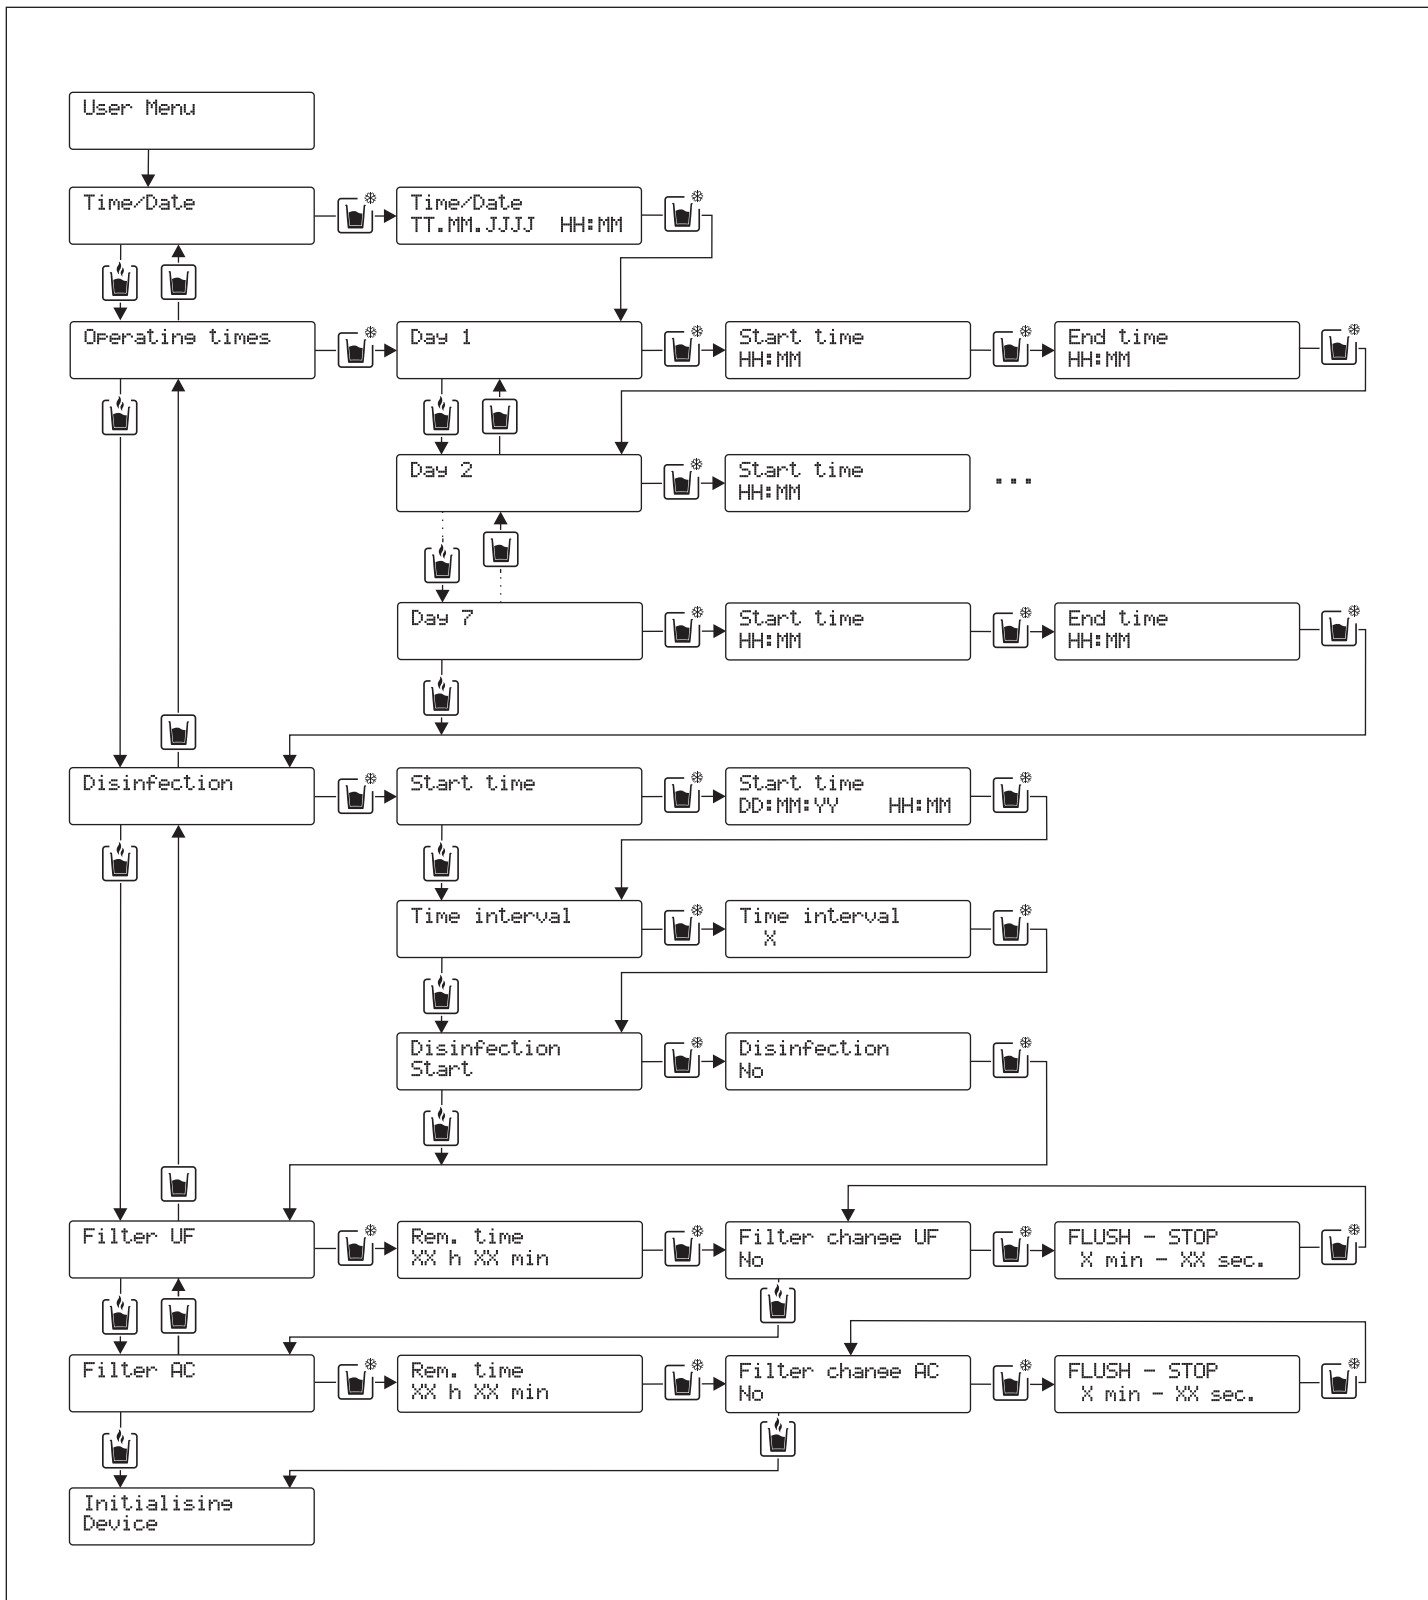 User Menu
Time/Date
Time/Date
TT.MM.JJJJ HH:MM
Operating times
Day 1
Start time
HH:MM
End time
HH:MM
Day 2
Start time
HH:MM
...
Day 7
Start time
HH:MM
End time
HH:MM
Disinfection
Start time
Start time
DD:MM:YY HH:MM
Time interval
Time interval
X
Disinfection
Start
Disinfection
No
Filter UF
Rem. time
XX h XX min
Filter change UF
No
FLUSH - STOP
X min - XX sec.
Filter AC
Rem. time
XX h XX min
Filter change AC
No
FLUSH - STOP
X min - XX sec.
Initialising
Device